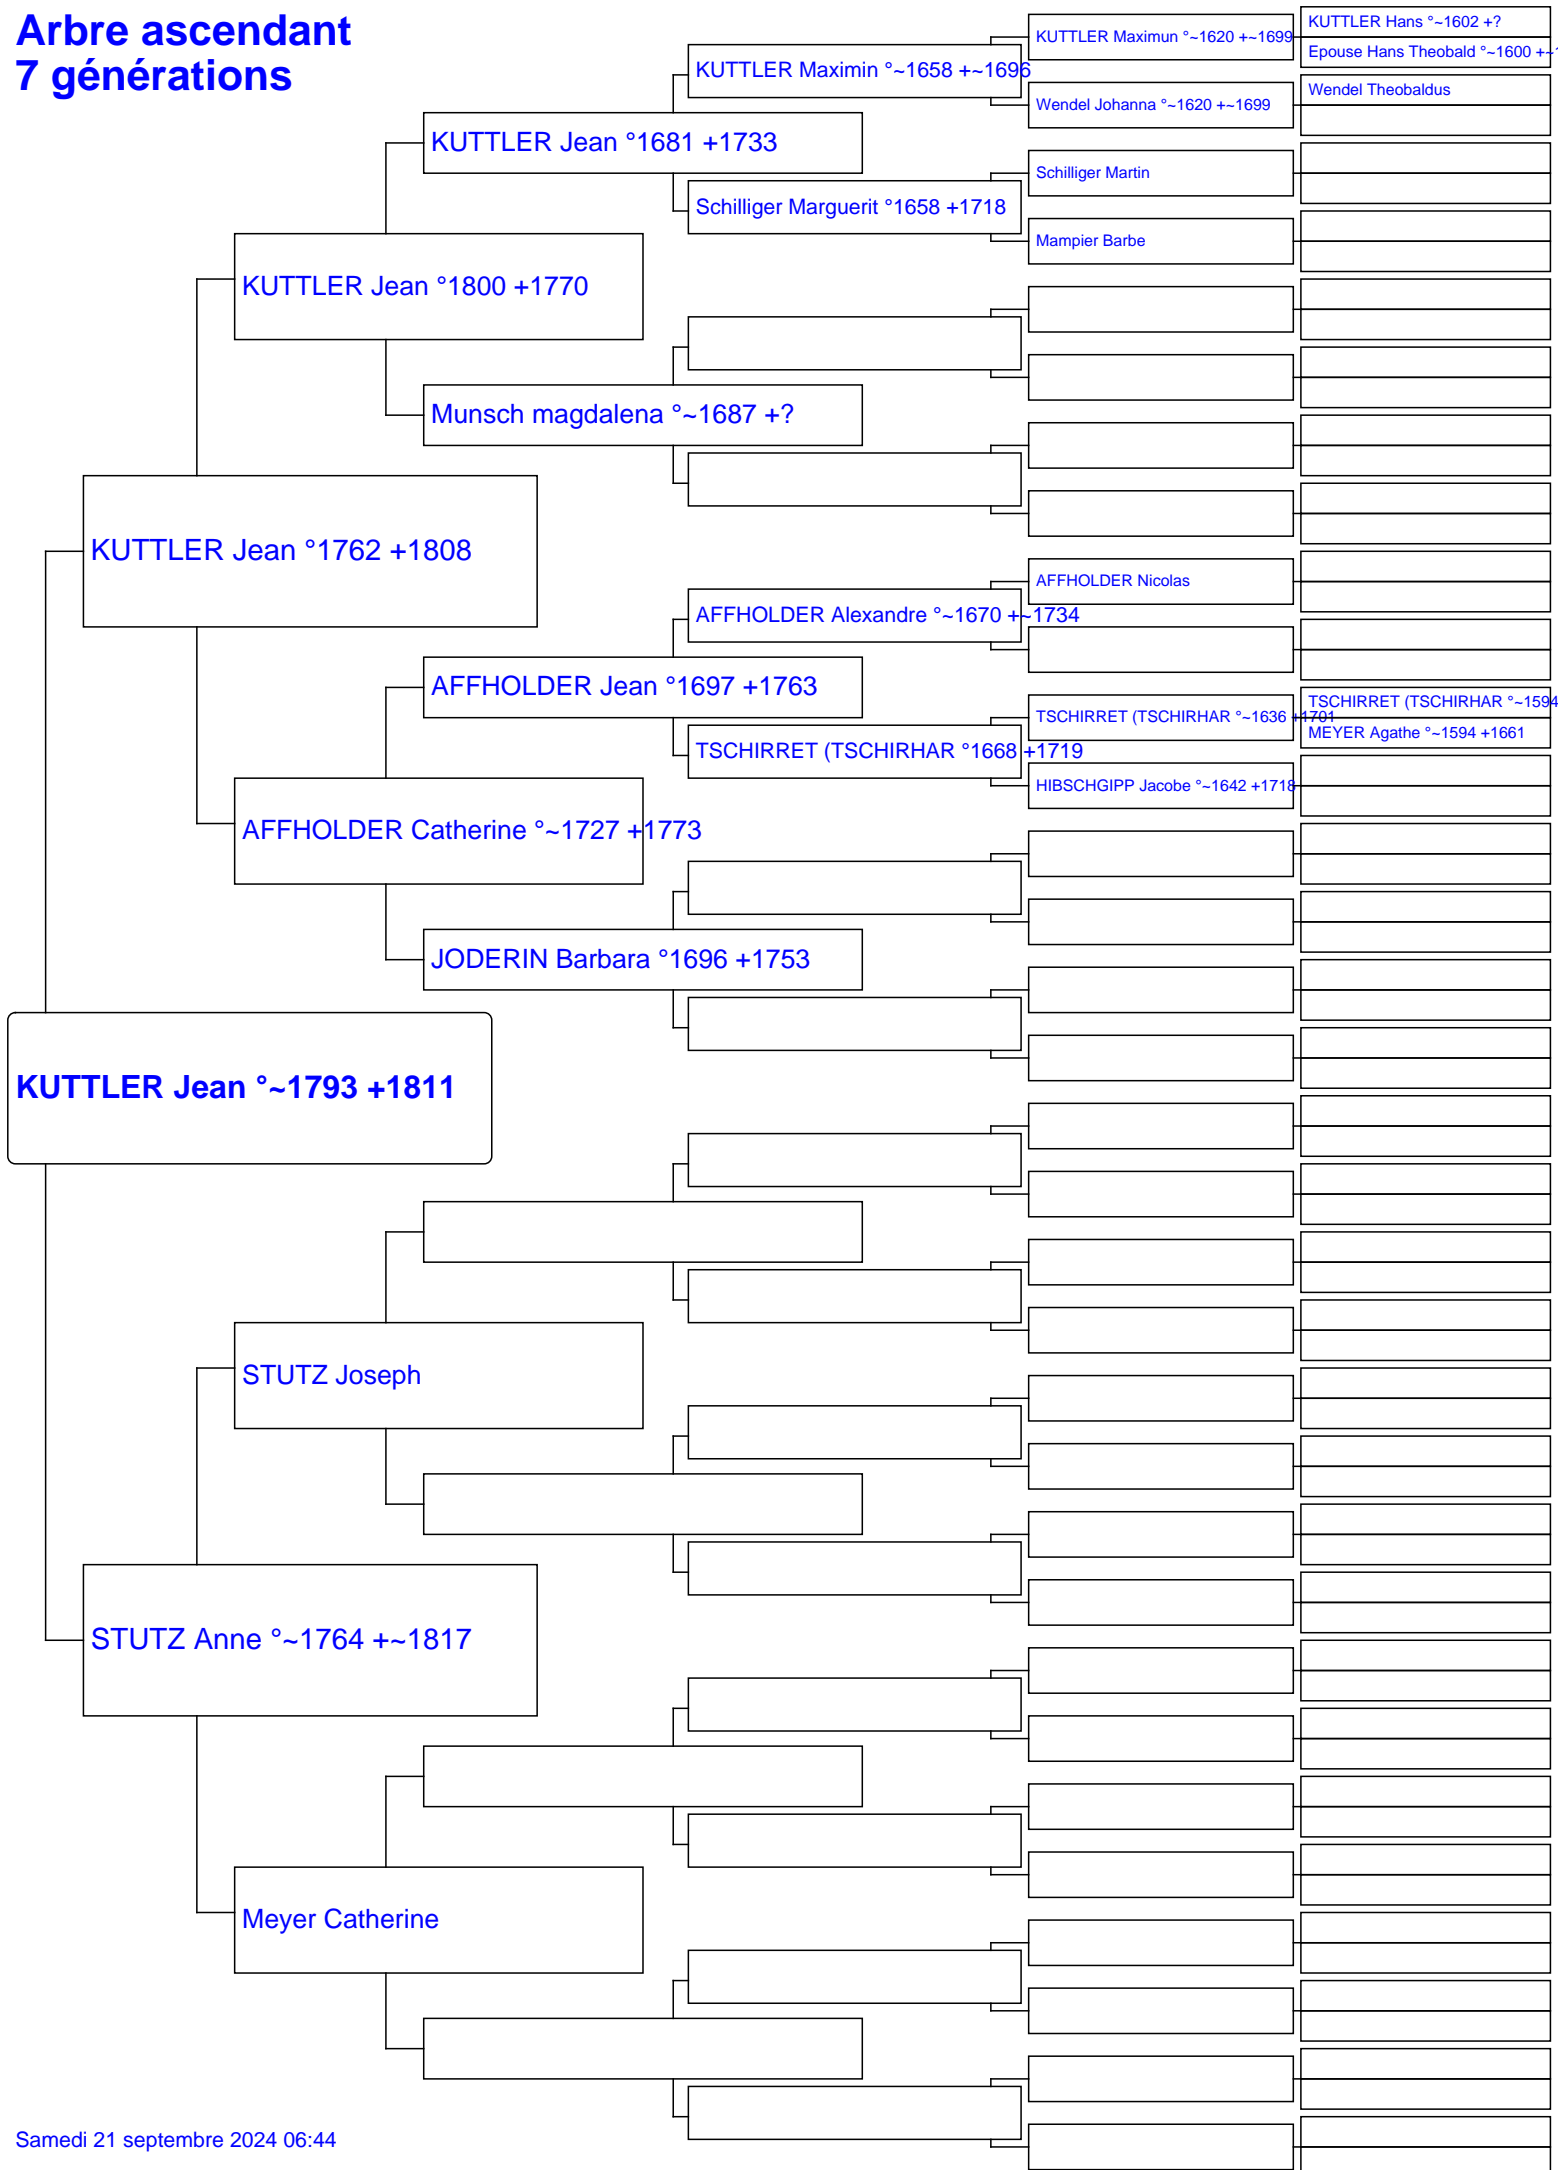 Arbre ascendant
7 générations
KUTTLER Hans °~1602 +?
KUTTLER Maximun °~1620 +~1699
Epouse Hans Theobald °~1600 +~
KUTTLER Maximin °~1658 +~1696
Wendel Theobaldus
Wendel Johanna °~1620 +~1699
KUTTLER Jean °1681 +1733
Schilliger Martin
Schilliger Marguerit °1658 +1718
Mampier Barbe
KUTTLER Jean °1800 +1770
Munsch magdalena °~1687 +?
KUTTLER Jean °1762 +1808
AFFHOLDER Nicolas
AFFHOLDER Alexandre °~1670 +~1734
AFFHOLDER Jean °1697 +1763
TSCHIRRET (TSCHIRHAR °~1594
TSCHIRRET (TSCHIRHAR °~1636 +1701
MEYER Agathe °~1594 +1661
TSCHIRRET (TSCHIRHAR °1668 +1719
HIBSCHGIPP Jacobe °~1642 +1718
AFFHOLDER Catherine °~1727 +1773
JODERIN Barbara °1696 +1753
KUTTLER Jean °~1793 +1811
STUTZ Joseph
STUTZ Anne °~1764 +~1817
Meyer Catherine
Samedi 21 septembre 2024 06:44